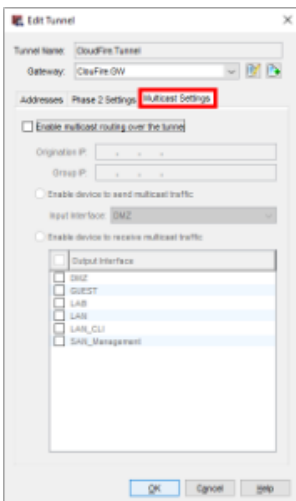 Edit Tunnel
Tunnel Name: CloudFire.Tunnel
Gateway: ClouFire.GW
Addresses Phase 2 Settings Multicast Settings
Enable multicast routing over the tunnel
Origination IP: . . .
Group IP: . . .
Enable device to send multicast traffic
Input Interface: DMZ
Enable device to receive multicast traffic
Output Interface
DMZ
GUEST
LAB
LAN
LAN_CLI
SAN_Management
OK Cancel Help